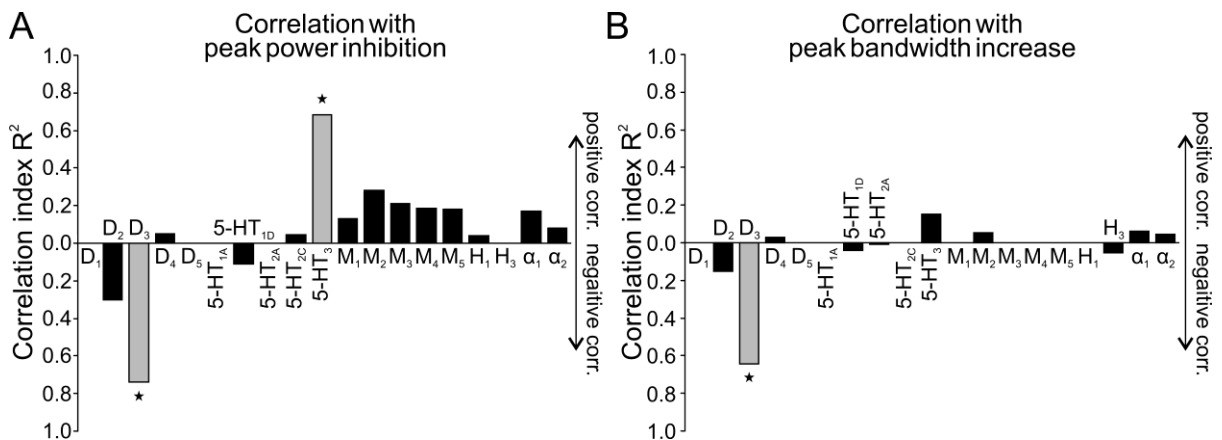 A
Correlation with
peak power inhibition
Correlation index R²
1.0
0.8
0.6
0.4
0.2
0.0
0.2
0.4
0.6
0.8
1.0
D₁
D₂
D₃
D₄
D₅
5-HT₁A
5-HT₁D
5-HT₂A
5-HT₂C
5-HT₃
★
★
M₁
M₂
M₃
M₄
M₅
H₁
H₃
α₁
α₂
positive corr.
negaitive corr.
B
Correlation with
peak bandwidth increase
Correlation index R²
1.0
0.8
0.6
0.4
0.2
0.0
0.2
0.4
0.6
0.8
1.0
D₁
D₂
D₃
★
D₄
D₅
5-HT₁A
5-HT₁D
5-HT₂A
5-HT₂C
5-HT₃
M₁
M₂
M₃
M₄
M₅
H₁
H₃
α₁
α₂
positive corr.
negaitive corr.